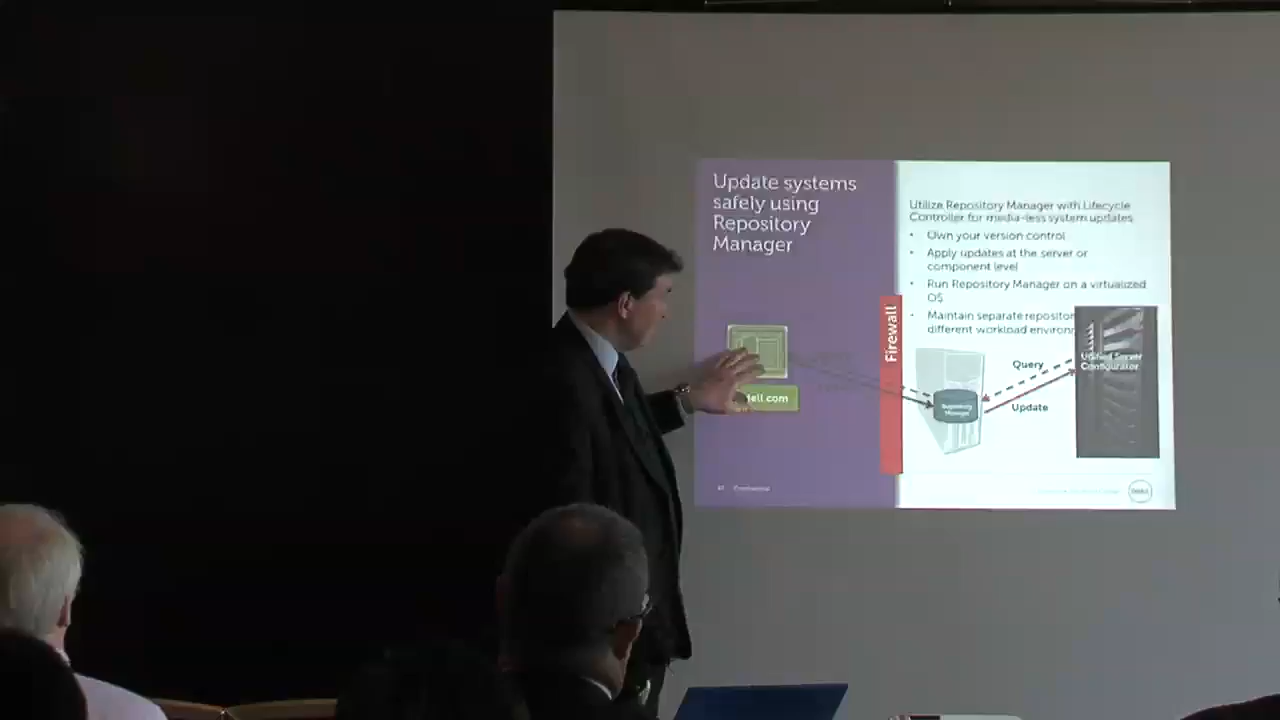 Update systems
safely using
Repository
Manager
Utilize Repository Manager with Lifecycle
Controller for media-less system updates
• Own your version control
• Apply updates at the server or
component level
• Run Repository Manager on a virtualized
OS
• Maintain separate
different workload
Firewall
Query
Unified Server
Configurator
Repository
Manager
Update
ell.com
DELL